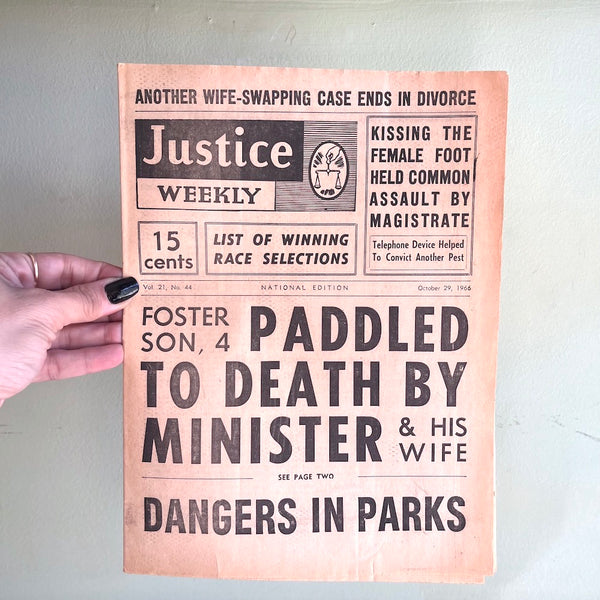 ANOTHER WIFE-SWAPPING CASE ENDS IN DIVORCE
Justice
WEEKLY
KISSING THE
FEMALE FOOT
HELD COMMON
ASSAULT BY
MAGISTRATE
Telephone Device Helped
To Convict Another Pest
15
cents
LIST OF WINNING
RACE SELECTIONS
Vol. 21, No. 44
NATIONAL EDITION
October 29, 1966
FOSTER
SON, 4
PADDLED
TO DEATH BY
MINISTER
& HIS
WIFE
SEE PAGE TWO
DANGERS IN PARKS